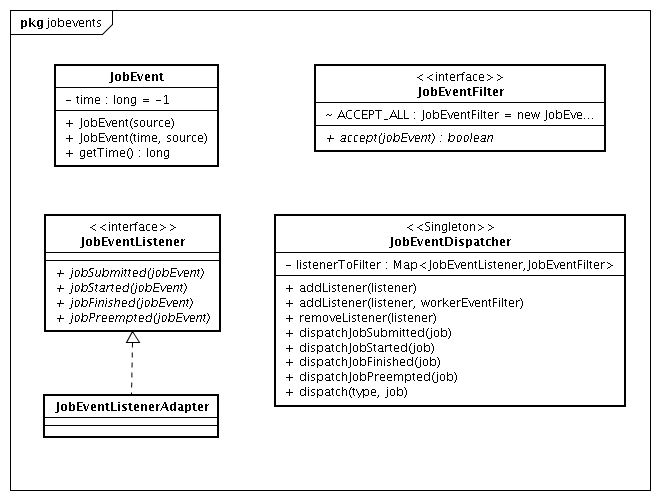 pkg jobevents
JobEvent
- time : long = -1
+ JobEvent(source)
+ JobEvent(time, source)
+ getTime() : long
<<interface>>
JobEventFilter
~ ACCEPT_ALL : JobEventFilter = new JobEve...
+ accept(jobEvent) : boolean
<<interface>>
JobEventListener
+ jobSubmitted(jobEvent)
+ jobStarted(jobEvent)
+ jobFinished(jobEvent)
+ jobPreempted(jobEvent)
<<Singleton>>
JobEventDispatcher
- listenerToFilter : Map<JobEventListener,JobEventFilter>
+ addListener(listener)
+ addListener(listener, workerEventFilter)
+ removeListener(listener)
+ dispatchJobSubmitted(job)
+ dispatchJobStarted(job)
+ dispatchJobFinished(job)
+ dispatchJobPreempted(job)
+ dispatch(type, job)
JobEventListenerAdapter